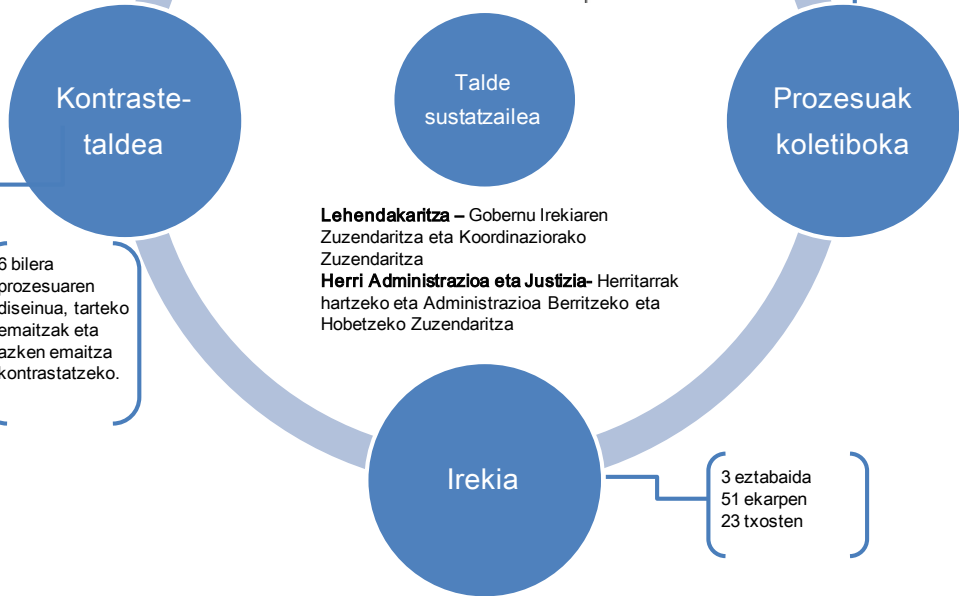 Kontraste-
taldea
Talde
sustatzailea
Prozesuak
koletiboka
Lehendakaritza – Gobernu Irekiaren
Zuzendaritza eta Koordinaziorako
Zuzendaritza
Herri Administrazioa eta Justizia- Herritarrak
hartzeko eta Administrazioa Berritzeko eta
Hobetzeko Zuzendaritza
6 bilera
prozesuaren
diseinua, tarteko
emaitzak eta
azken emaitza
kontrastatzeko.
Irekia
3 eztabaida
51 ekarpen
23 txosten